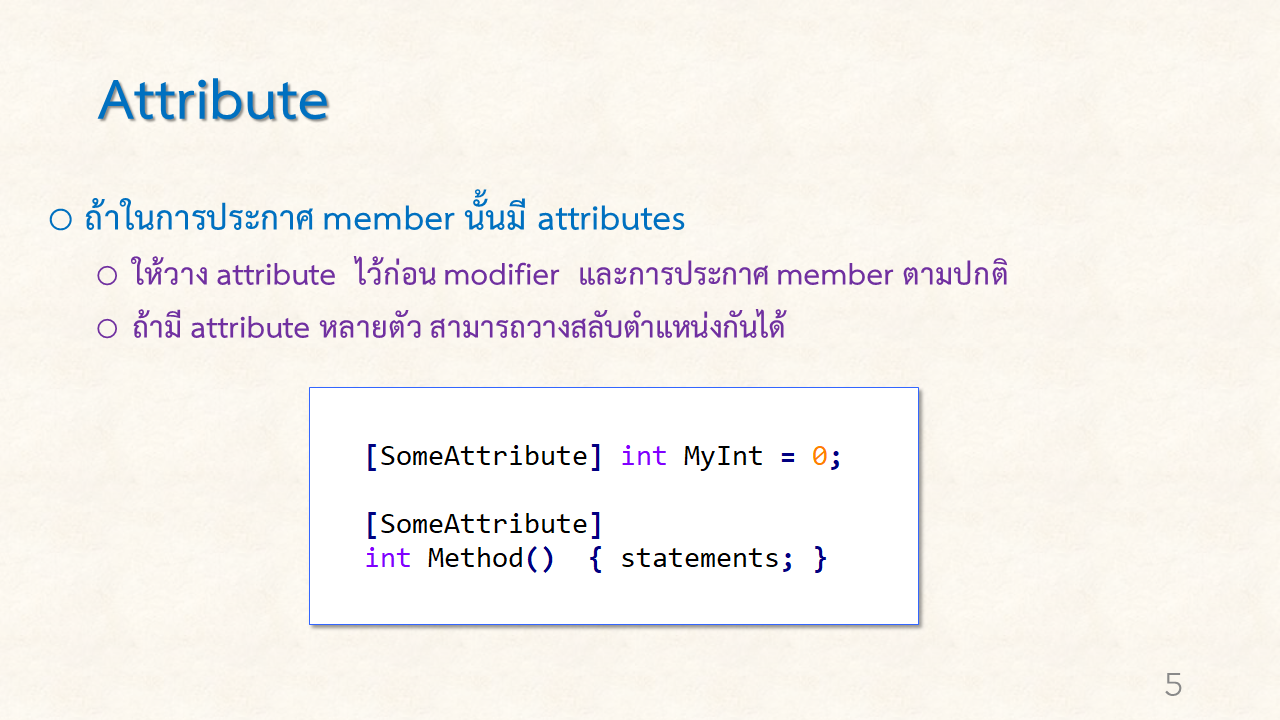 Attribute
ถ้าในการประกาศ member นั้นมี attributes
ให้วาง attribute ไว้ก่อน modifier และการประกาศ member ตามปกติ
ถ้ามี attribute หลายตัว สามารถวางสลับตำแหน่งกันได้
[SomeAttribute] int MyInt = 0;
[SomeAttribute]
int Method() { statements; }
5